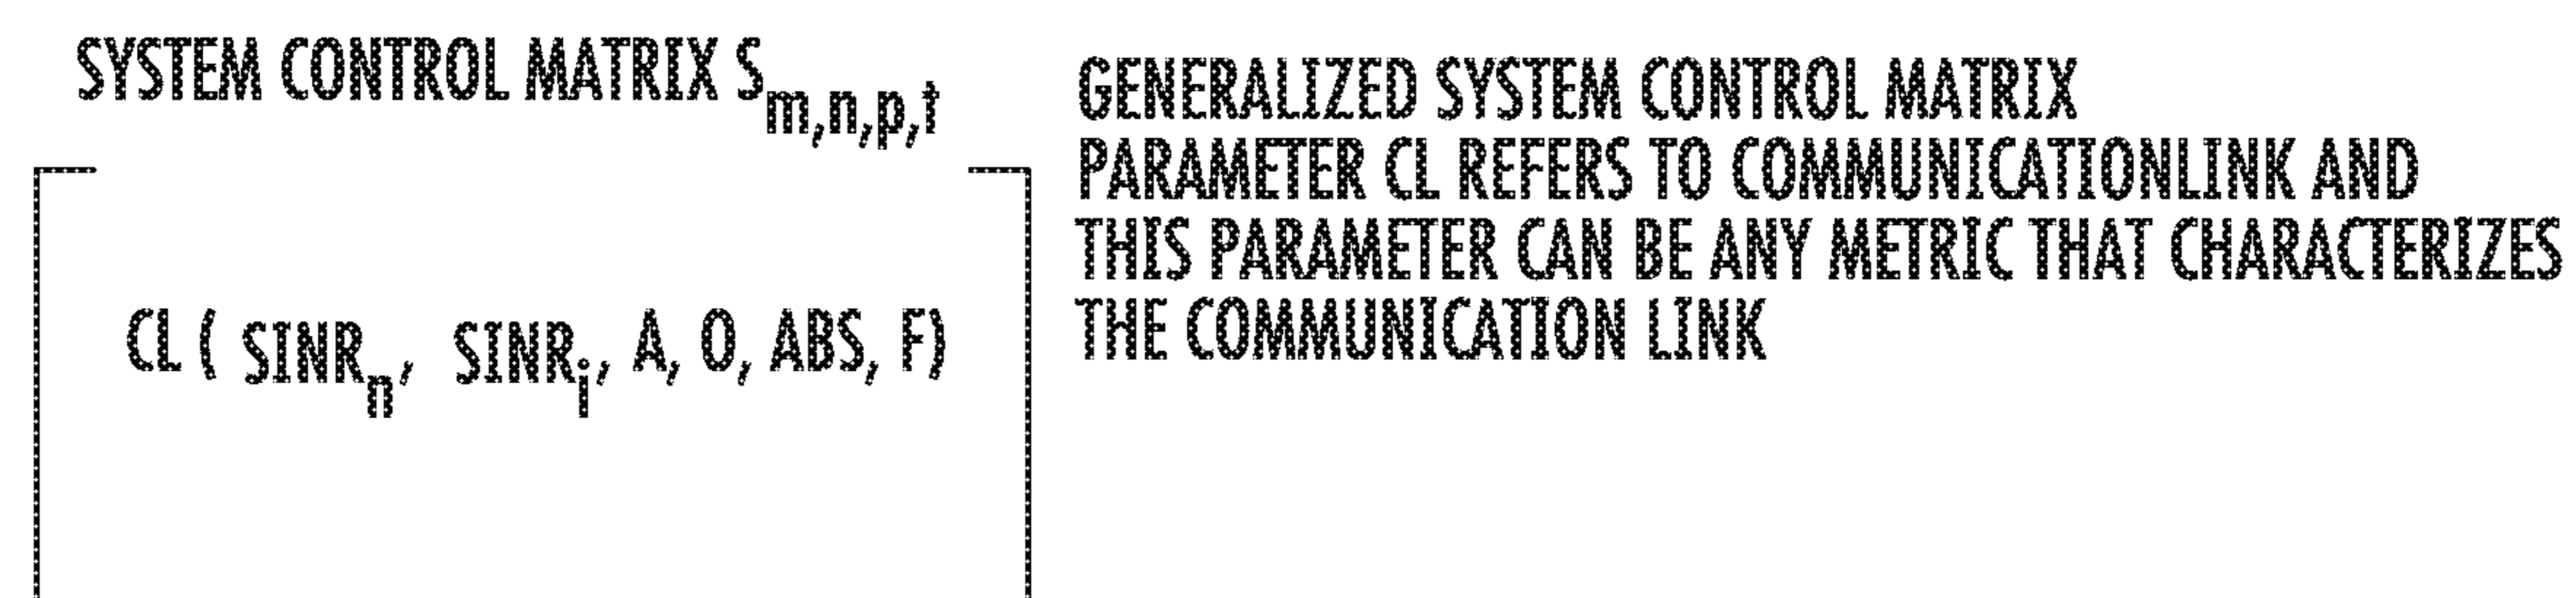 SYSTEM CONTROL MATRIX Sm,n,p,t
CL ( SINRn, SINRi, A, O, ABS, F)
GENERALIZED SYSTEM CONTROL MATRIX
PARAMETER CL REFERS TO COMMUNICATIONLINK AND
THIS PARAMETER CAN BE ANY METRIC THAT CHARACTERIZES
THE COMMUNICATION LINK